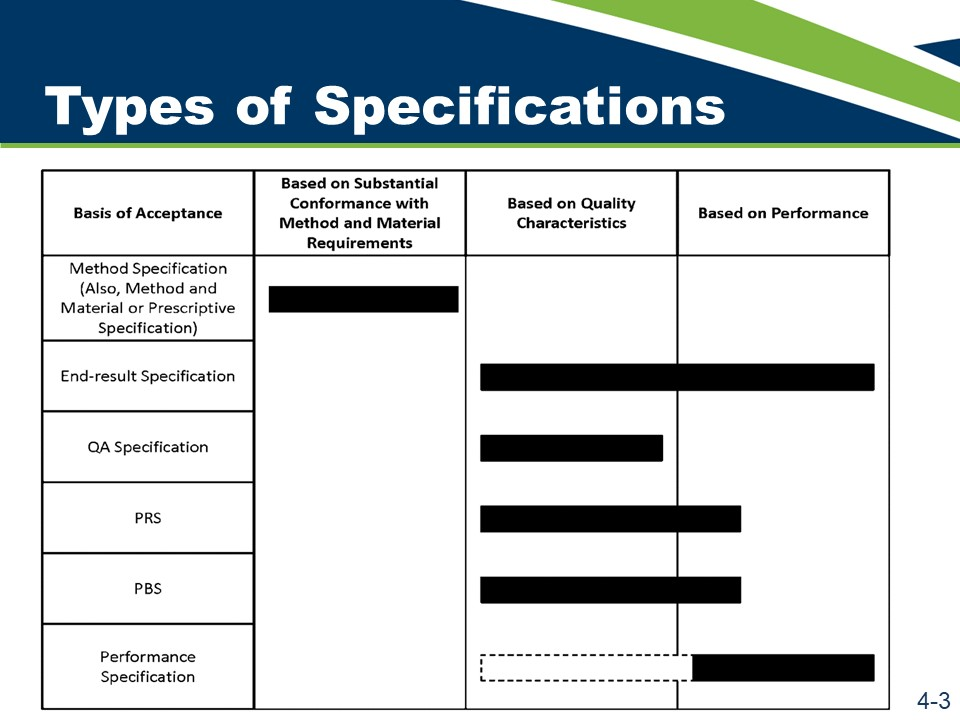 Types of Specifications
Basis of Acceptance
Based on Substantial
Conformance with
Method and Material
Requirements
Based on Quality
Characteristics
Based on Performance
Method Specification
(Also, Method and
Material or Prescriptive
Specification)
End-result Specification
QA Specification
PRS
PBS
Performance
Specification
4-3